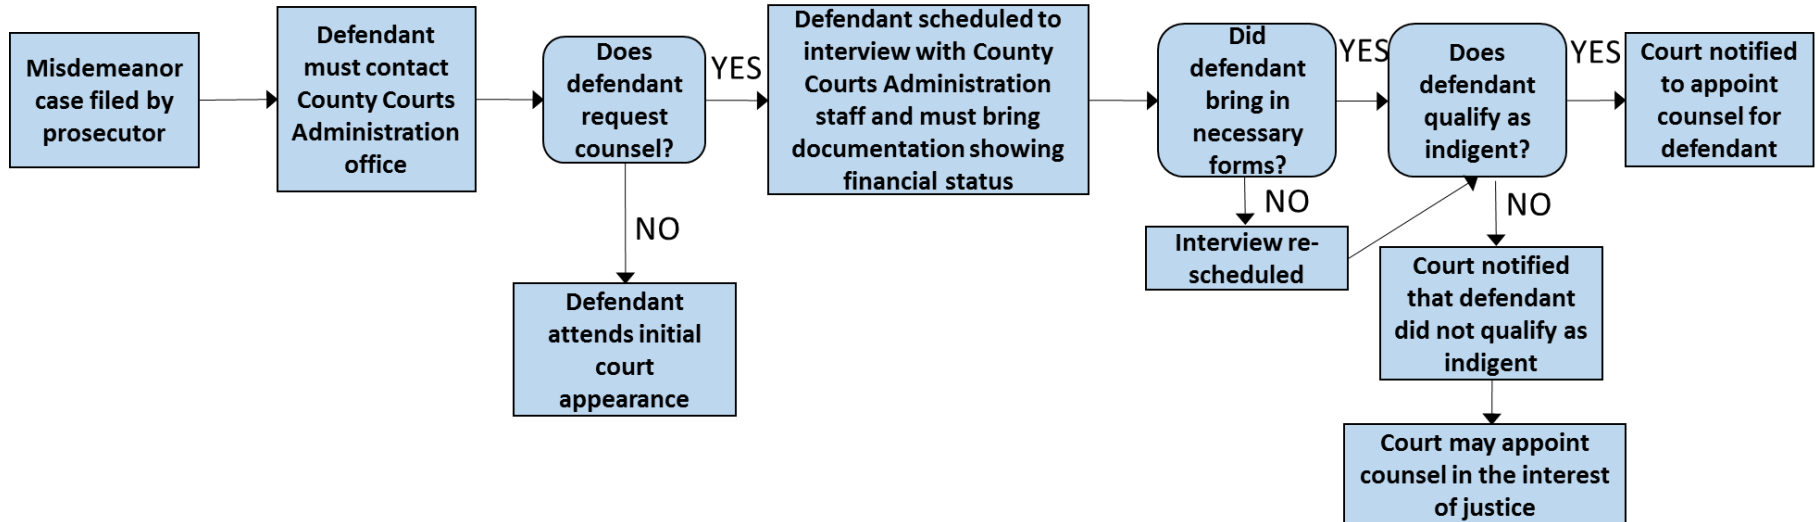 Misdemeanor
case filed by
prosecutor
Defendant
must contact
County Courts
Administration
office
Does
defendant
request
counsel?
YES
Defendant scheduled to
interview with County
Courts Administration
staff and must bring
documentation showing
financial status
Did
defendant
bring in
necessary
forms?
YES
Does
defendant
qualify as
indigent?
YES
Court notified
to appoint
counsel for
defendant
NO
Defendant
attends initial
court
appearance
NO
Interview re-
scheduled
NO
Court notified
that defendant
did not qualify as
indigent
Court may appoint
counsel in the interest
of justice